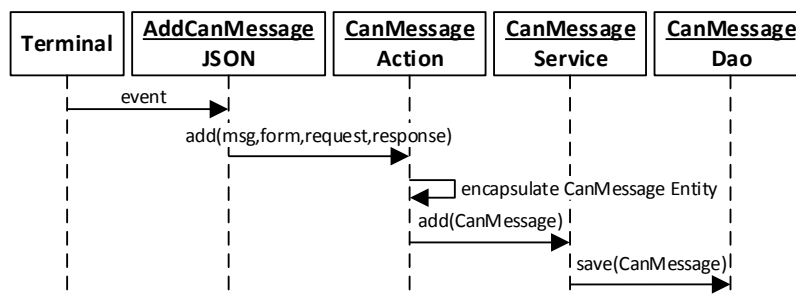 Terminal
AddCanMessage
JSON
CanMessage
Action
CanMessage
Service
CanMessage
Dao
event
add(msg,form,request,response)
encapsulate CanMessage Entity
add(CanMessage)
save(CanMessage)